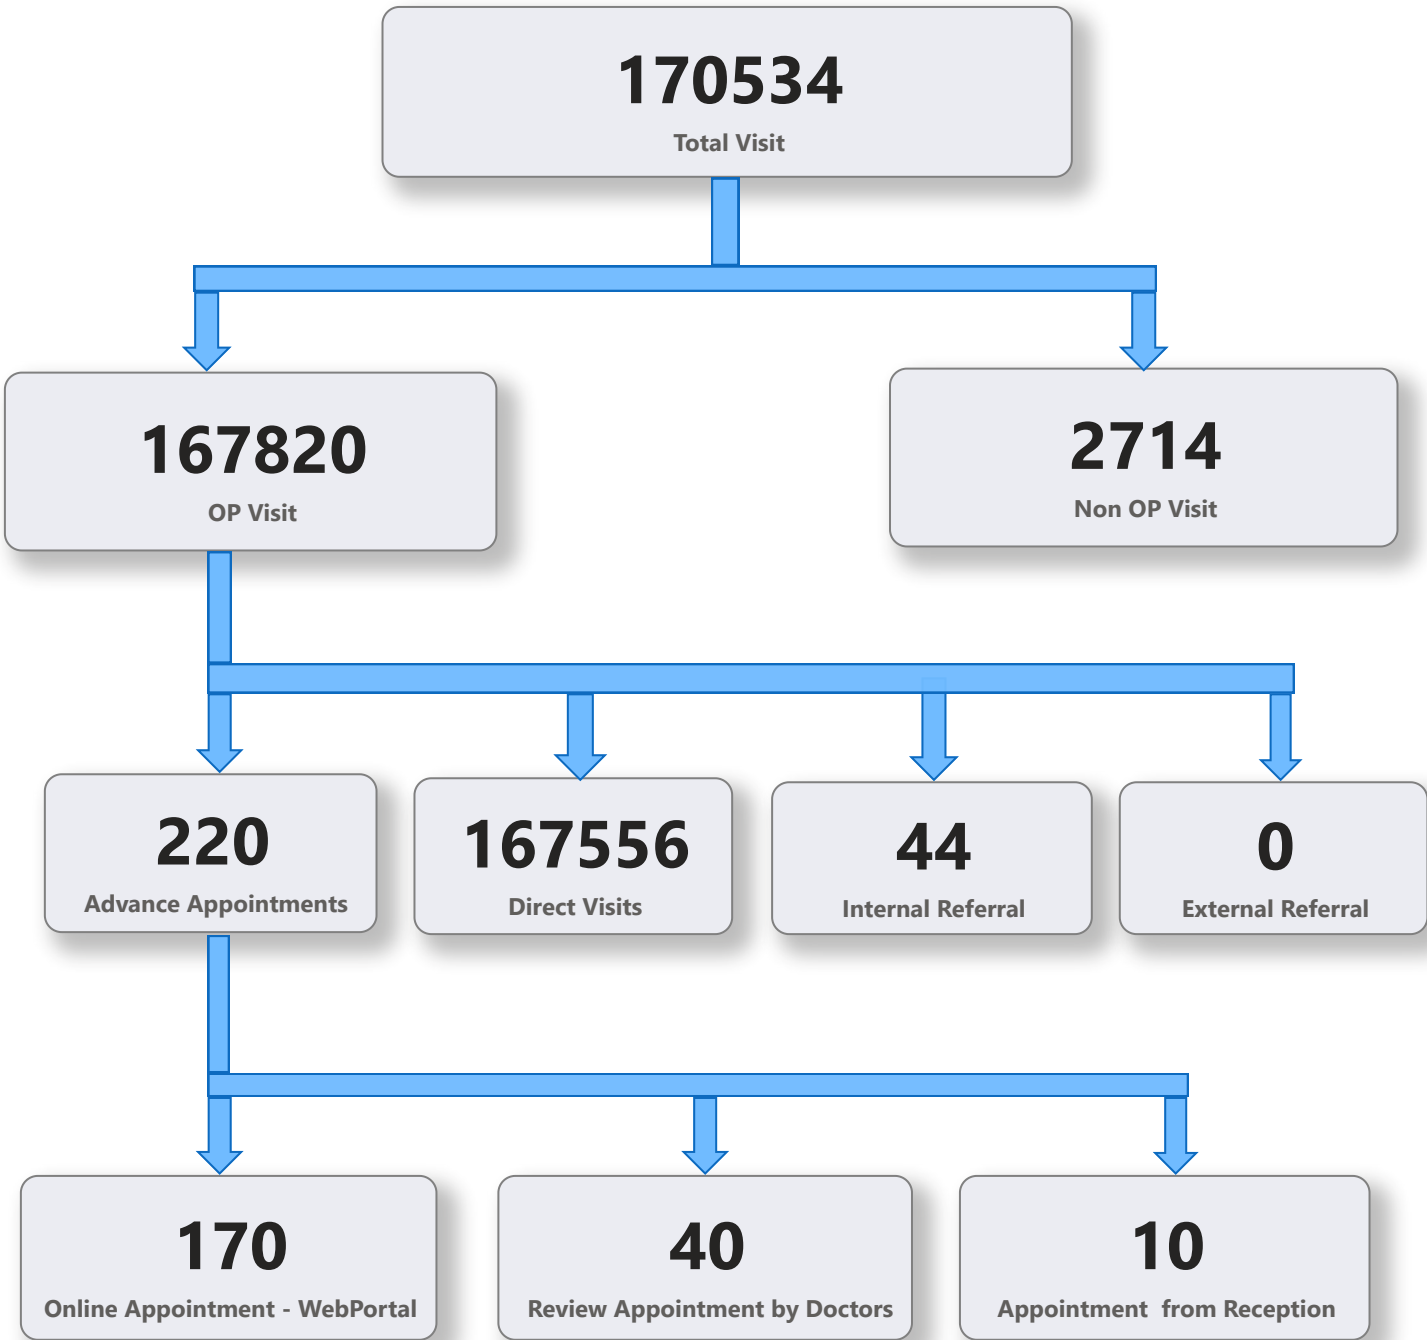 170534
Total Visit
167820
OP Visit
2714
Non OP Visit
220
Advance Appointments
167556
Direct Visits
44
Internal Referral
0
External Referral
170
Online Appointment - WebPortal
40
Review Appointment by Doctors
10
Appointment  from Reception